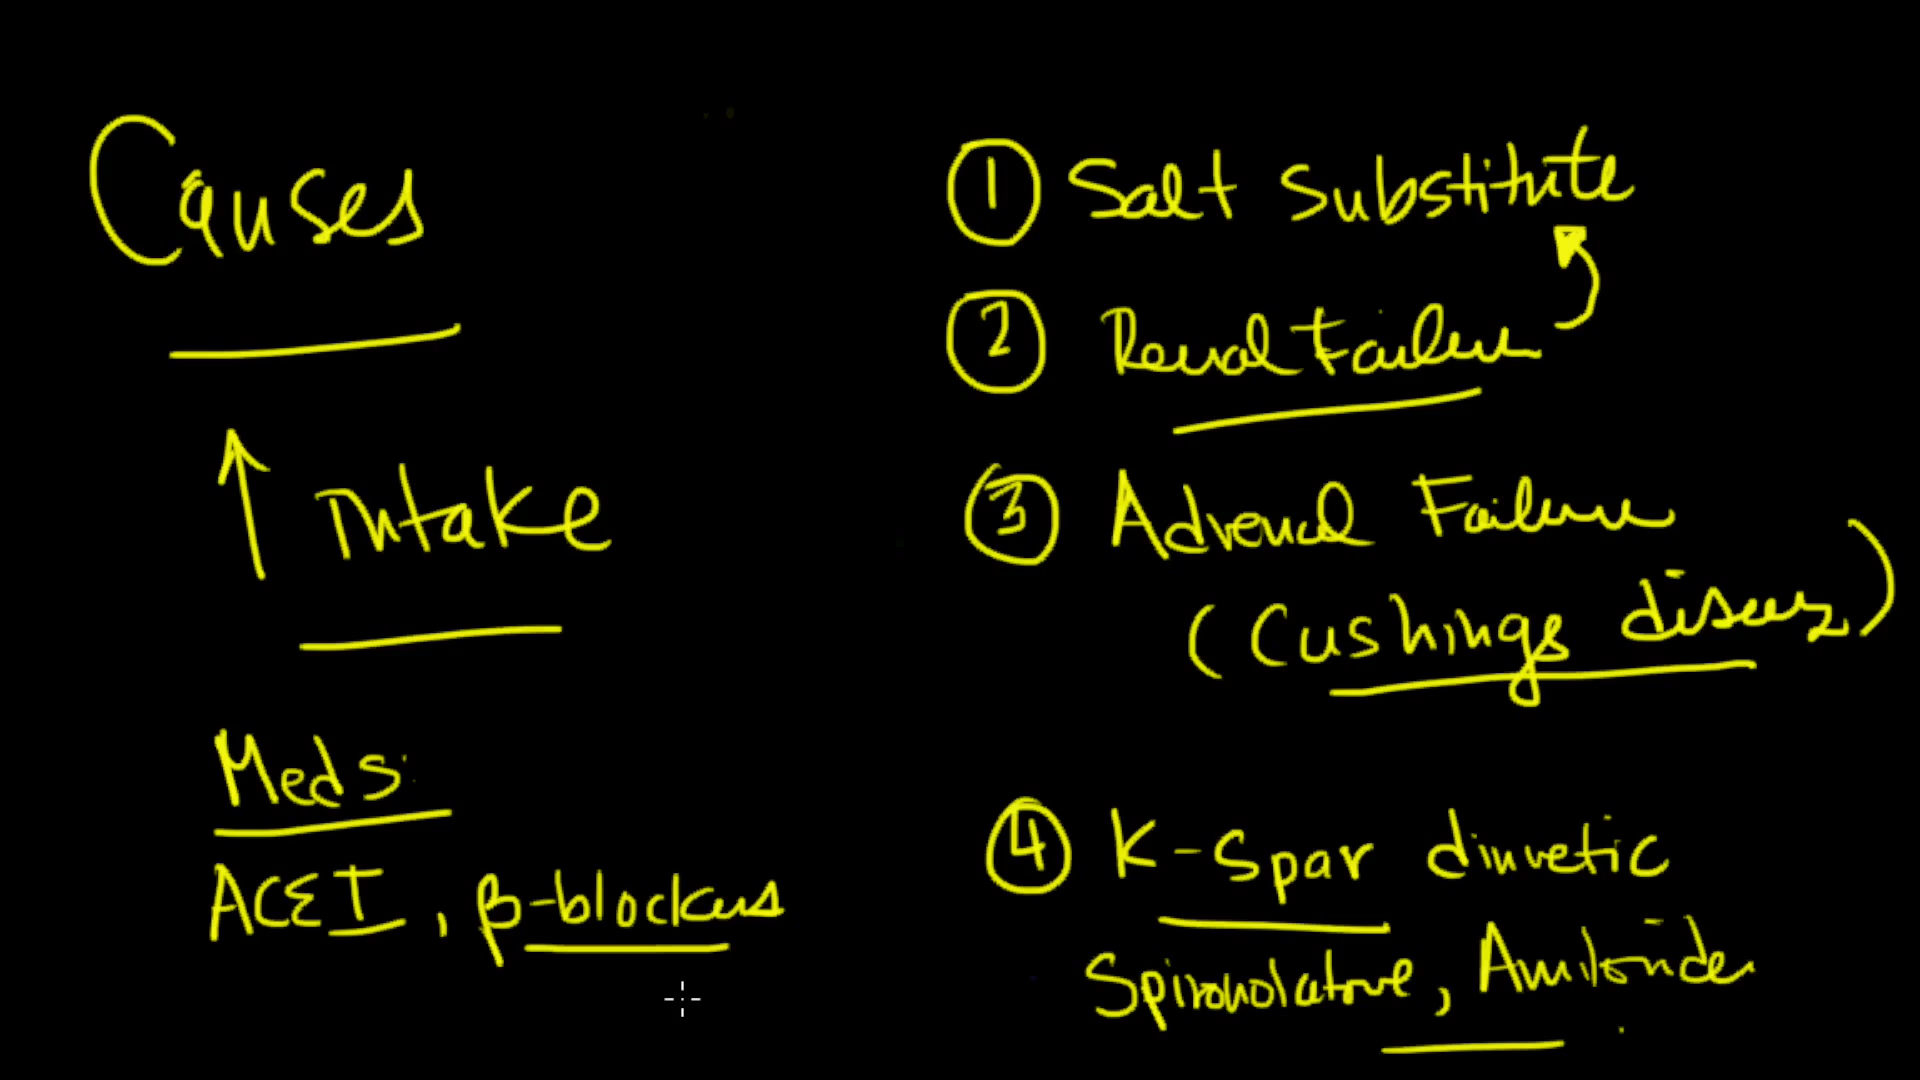 Causes
↑ Intake
Meds:
ACEI, β-blockers
① Salt Substitute
② Renal Failure
③ Adrenal Failure
(Cushings disease)
④ K-Spar diuretic
Spironolatone, Amiloride